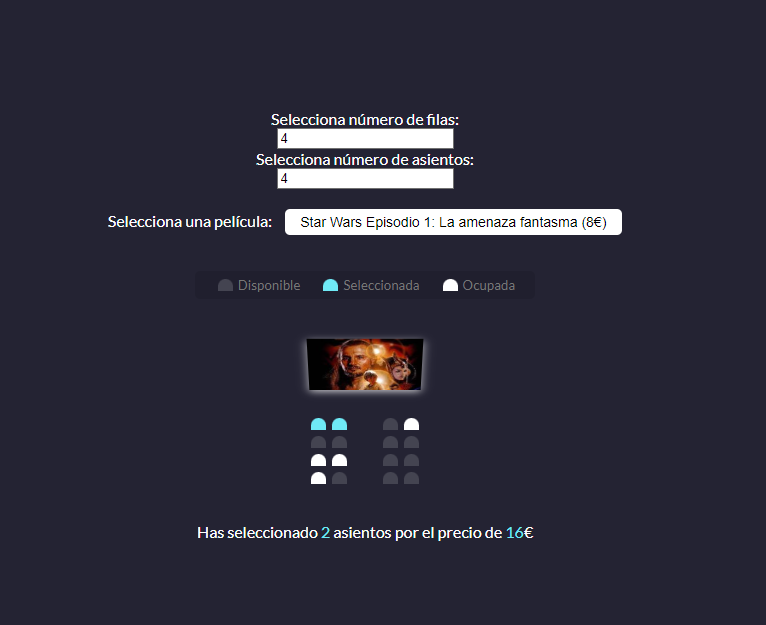 Selecciona número de filas:
4
Selecciona número de asientos:
4
Selecciona una película: Star Wars Episodio 1: La amenaza fantasma (8€)
Disponible Seleccionada Ocupada
Has seleccionado 2 asientos por el precio de 16€